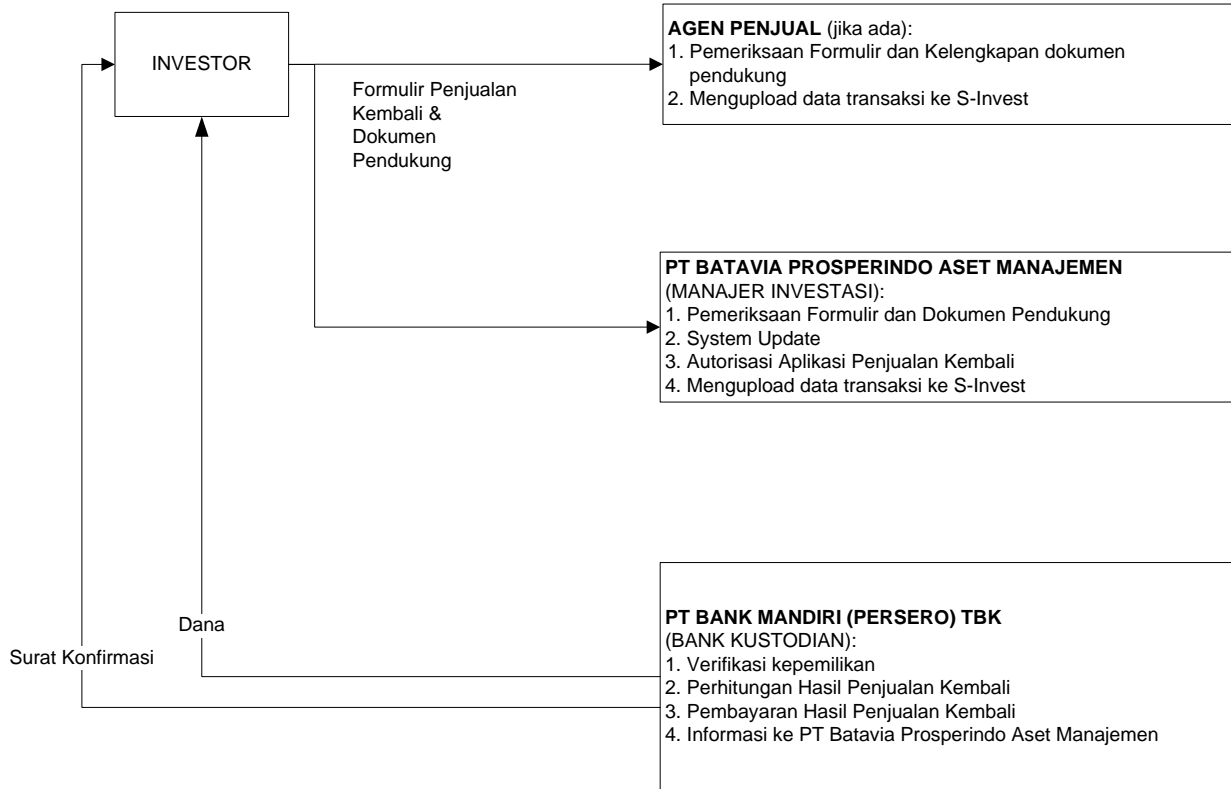 INVESTOR
Formulir Penjualan
Kembali &
Dokumen
Pendukung
AGEN PENJUAL (jika ada):
1. Pemeriksaan Formulir dan Kelengkapan dokumen
pendukung
2. Mengupload data transaksi ke S-Invest
PT BATAVIA PROSPERINDO ASET MANAJEMEN
(MANAJER INVESTASI):
1. Pemeriksaan Formulir dan Dokumen Pendukung
2. System Update
3. Autorisasi Aplikasi Penjualan Kembali
4. Mengupload data transaksi ke S-Invest
Dana
Surat Konfirmasi
PT BANK MANDIRI (PERSERO) TBK
(BANK KUSTODIAN):
1. Verifikasi kepemilikan
2. Perhitungan Hasil Penjualan Kembali
3. Pembayaran Hasil Penjualan Kembali
4. Informasi ke PT Batavia Prosperindo Aset Manajemen